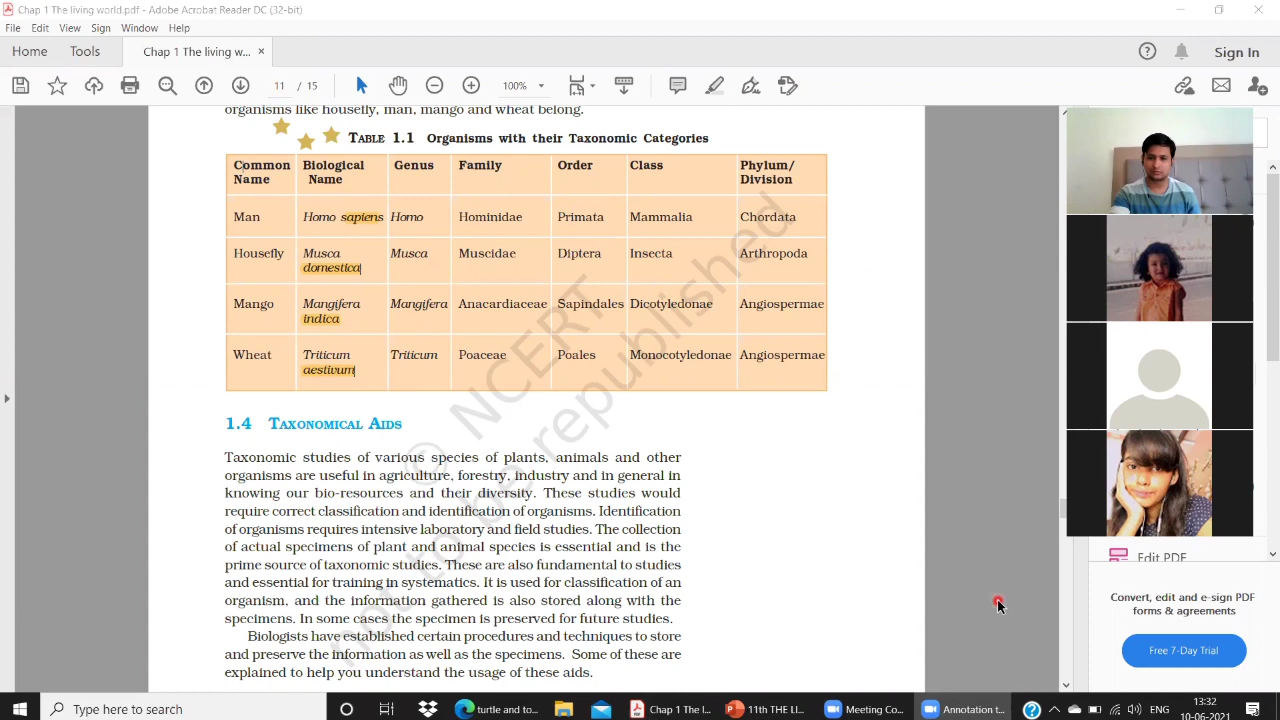 Chap 1 The living world.pdf - Adobe Acrobat Reader DC (32-bit)
File Edit View Sign Window Help
Home Tools Chap 1 The living w... × Sign In
11 / 15 100%
organisms like housefly, man, mango and wheat belong.
TABLE 1.1 Organisms with their Taxonomic Categories
Common Name Biological Name Genus Family Order Class Phylum/ Division
Man Homo sapiens Homo Hominidae Primata Mammalia Chordata
Housefly Musca domestica Musca Muscidae Diptera Insecta Arthropoda
Mango Mangifera indica Mangifera Anacardiaceae Sapindales Dicotyledonae Angiospermae
Wheat Triticum aestivum Triticum Poaceae Poales Monocotyledonae Angiospermae
1.4 TAXONOMICAL AIDS
Taxonomic studies of various species of plants, animals and other
organisms are useful in agriculture, forestry, industry and in general in
knowing our bio-resources and their diversity. These studies would
require correct classification and identification of organisms. Identification
of organisms requires intensive laboratory and field studies. The collection
of actual specimens of plant and animal species is essential and is the
prime source of taxonomic studies. These are also fundamental to studies
and essential for training in systematics. It is used for classification of an
organism, and the information gathered is also stored along with the
specimens. In some cases the specimen is preserved for future studies.
Biologists have established certain procedures and techniques to store
and preserve the information as well as the specimens. Some of these are
explained to help you understand the usage of these aids.
© NCERT
not to be republished
Edit PDF
Convert, edit and e-sign PDF
forms & agreements
Free 7-Day Trial
Type here to search
turtle and to...
Chap 1 The l...
11th THE LI...
Meeting Co...
Annotation t...
ENG
13:32
10-06-2021